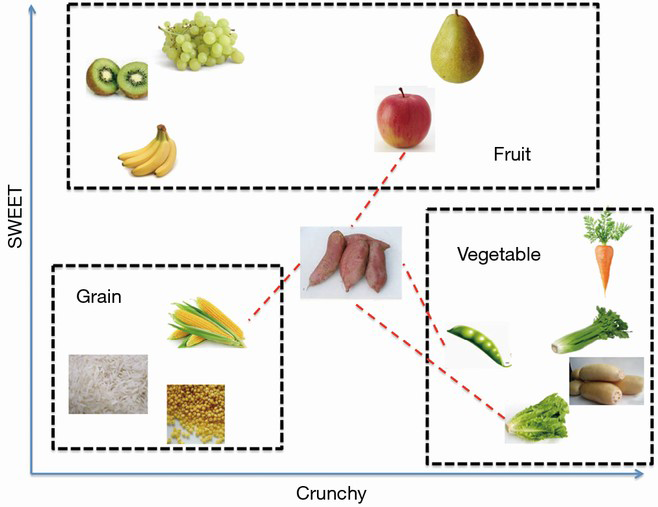 Fruit
SWEET
Vegetable
Grain
Crunchy